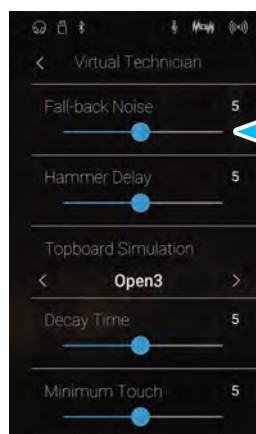 Virtual Technician
Fall-back Noise 5
Hammer Delay 5
Topboard Simulation
Open3
Decay Time 5
Minimum Touch 5